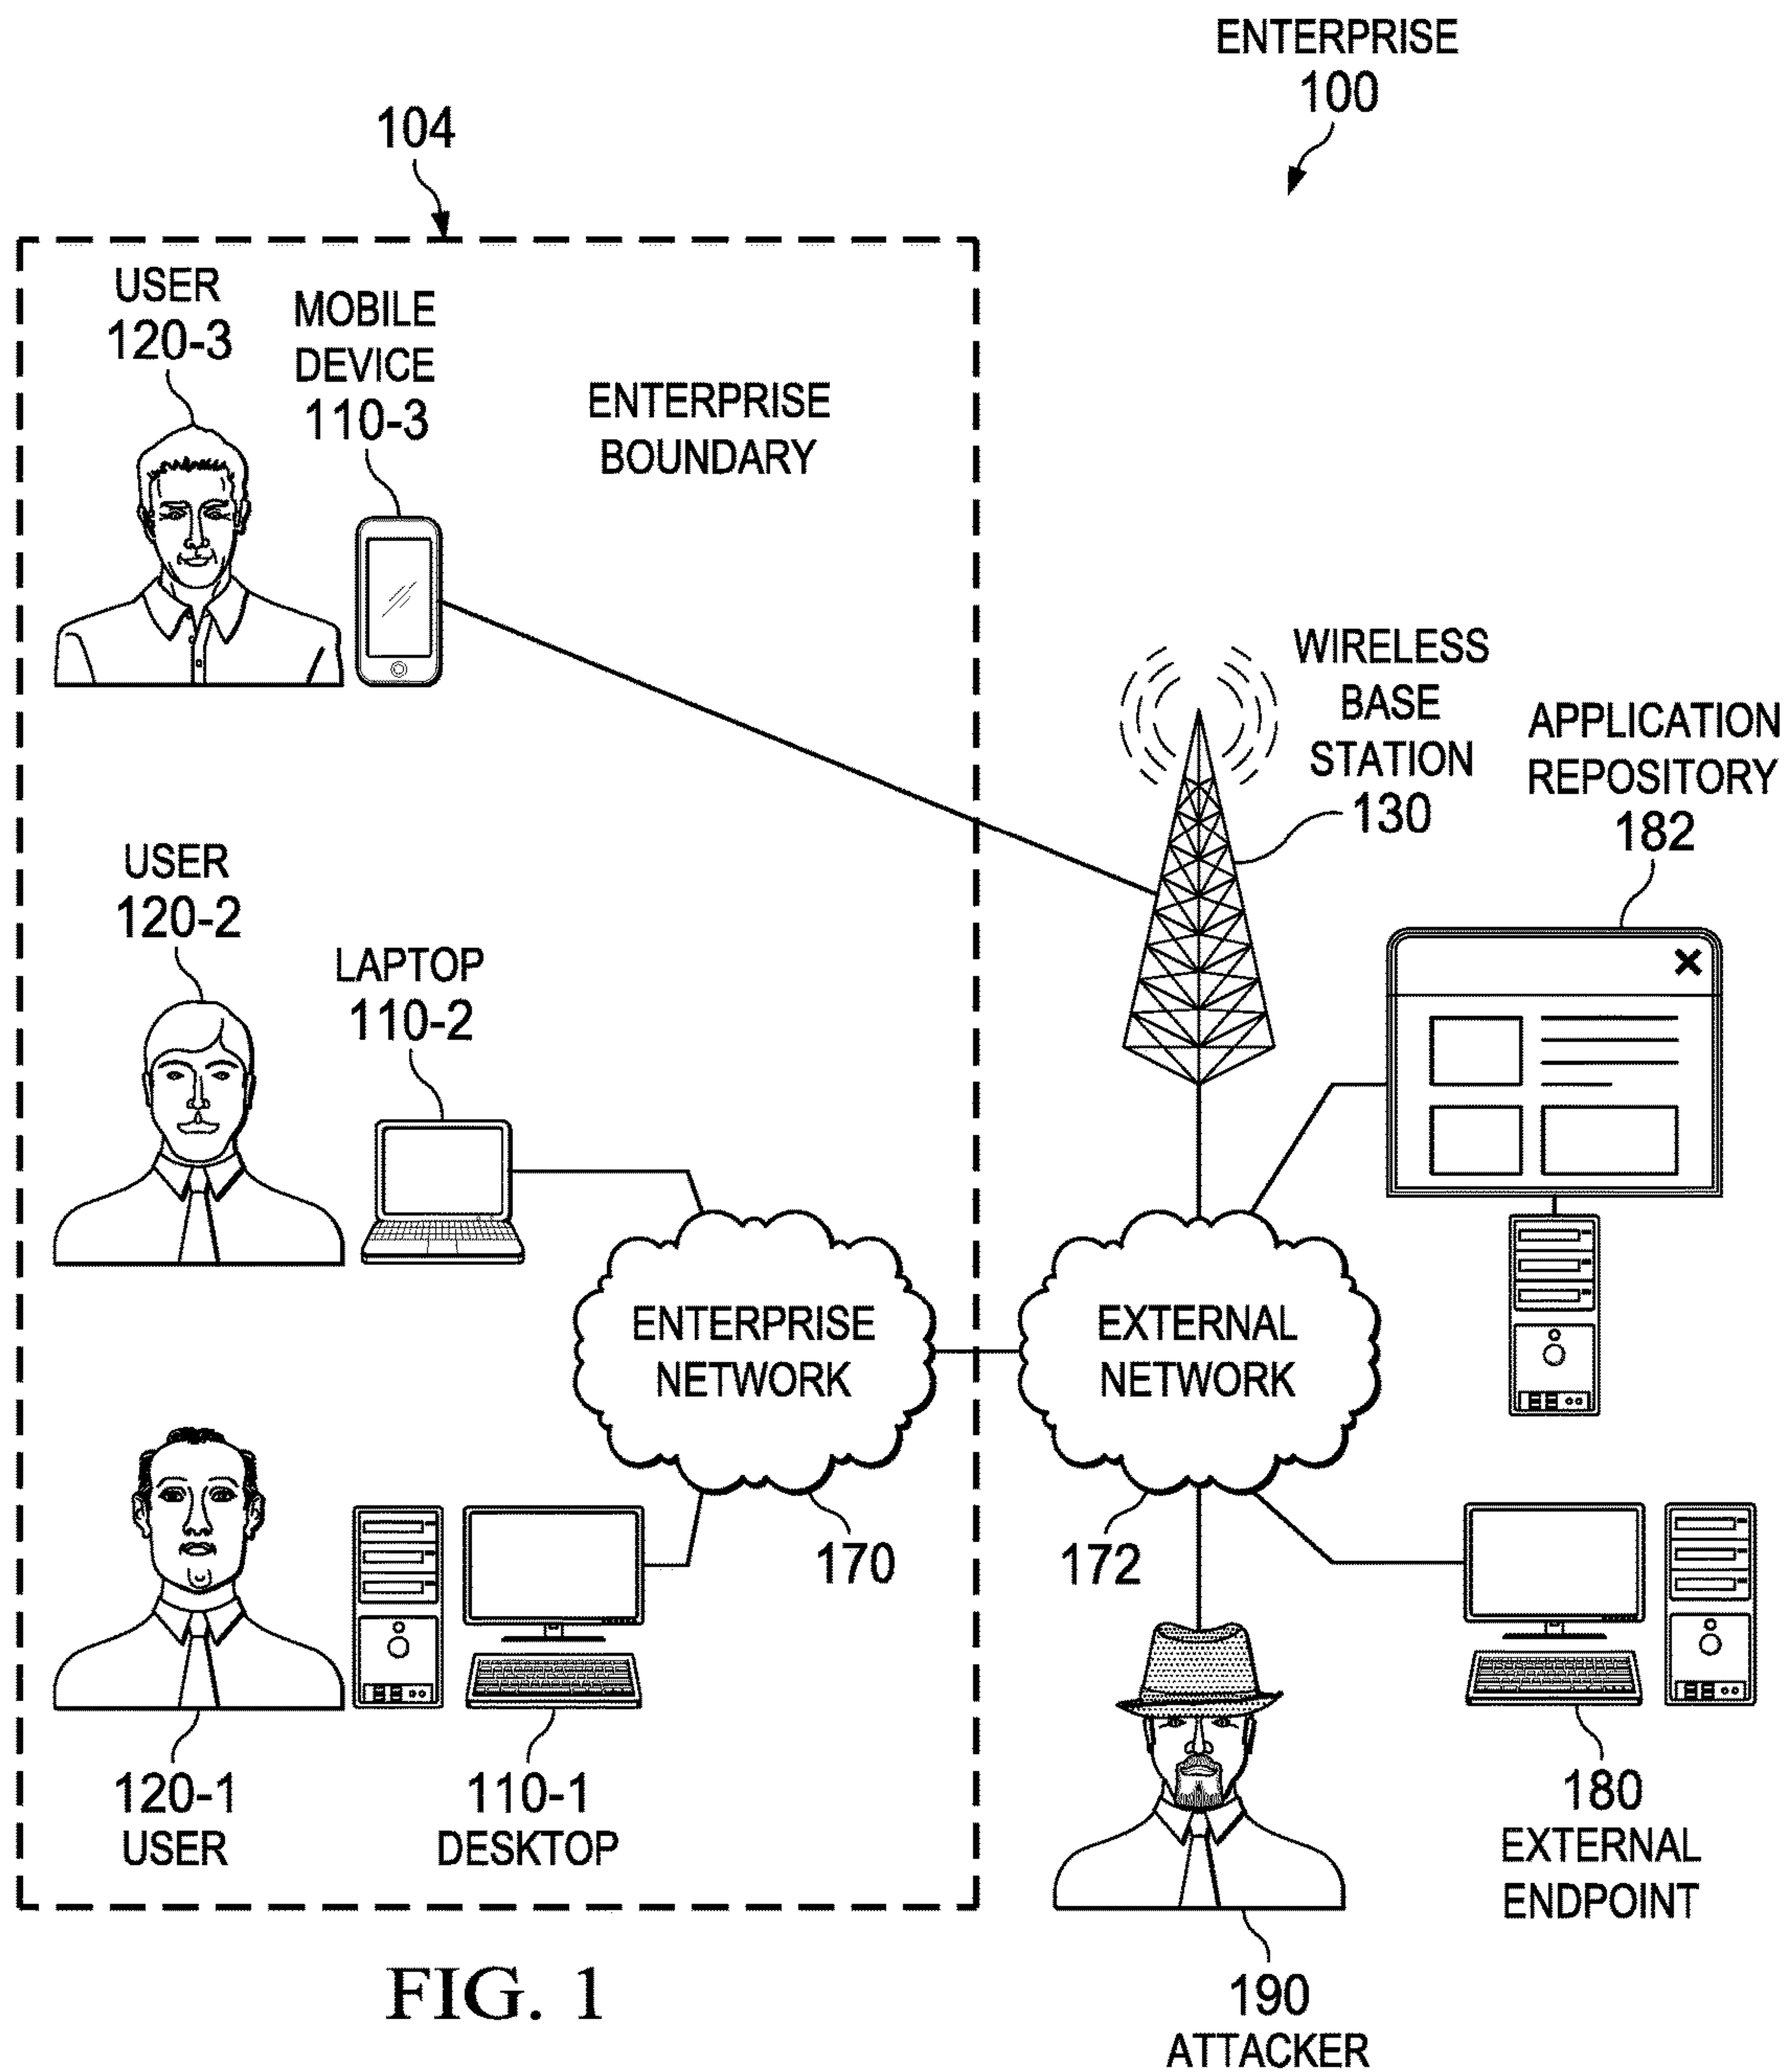 ENTERPRISE
100
104
USER
120-3
MOBILE
DEVICE
110-3
ENTERPRISE
BOUNDARY
WIRELESS
BASE
STATION
130
APPLICATION
REPOSITORY
182
USER
120-2
LAPTOP
110-2
ENTERPRISE
NETWORK
170
EXTERNAL
NETWORK
172
120-1
USER
110-1
DESKTOP
180
EXTERNAL
ENDPOINT
190
ATTACKER
FIG. 1